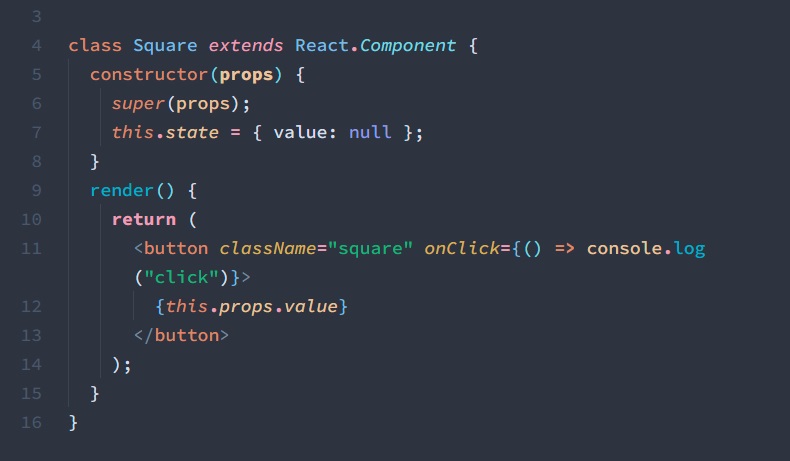 3
4 class Square extends React.Component {
5 constructor(props) {
6 super(props);
7 this.state = { value: null };
8 }
9 render() {
10 return (
11 <button className="square" onClick={() => console.log
("click")}>
12 {this.props.value}
13 </button>
14 );
15 }
16 }